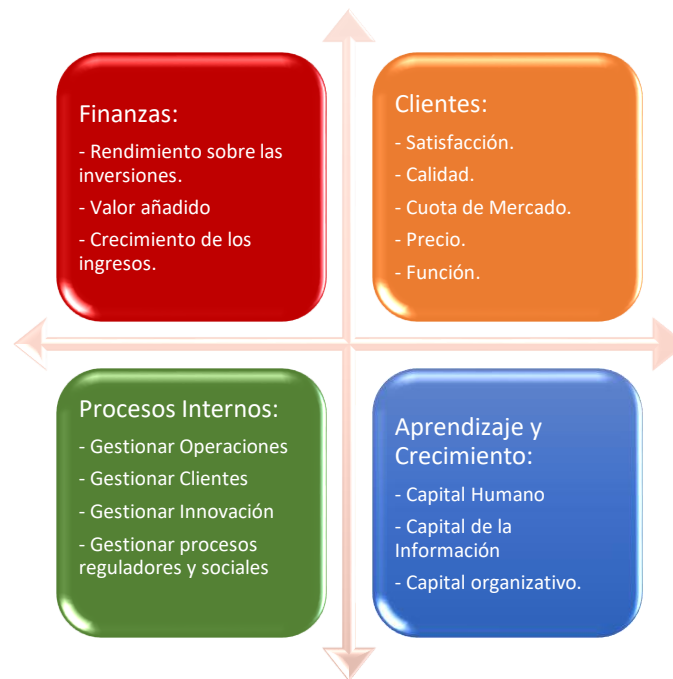 Finanzas:
- Rendimiento sobre las
inversiones.
- Valor añadido
- Crecimiento de los
ingresos.
Clientes:
- Satisfacción.
- Calidad.
- Cuota de Mercado.
- Precio.
- Función.
Procesos Internos:
- Gestionar Operaciones
- Gestionar Clientes
- Gestionar Innovación
- Gestionar procesos
reguladores y sociales
Aprendizaje y
Crecimiento:
- Capital Humano
- Capital de la
Información
- Capital organizativo.